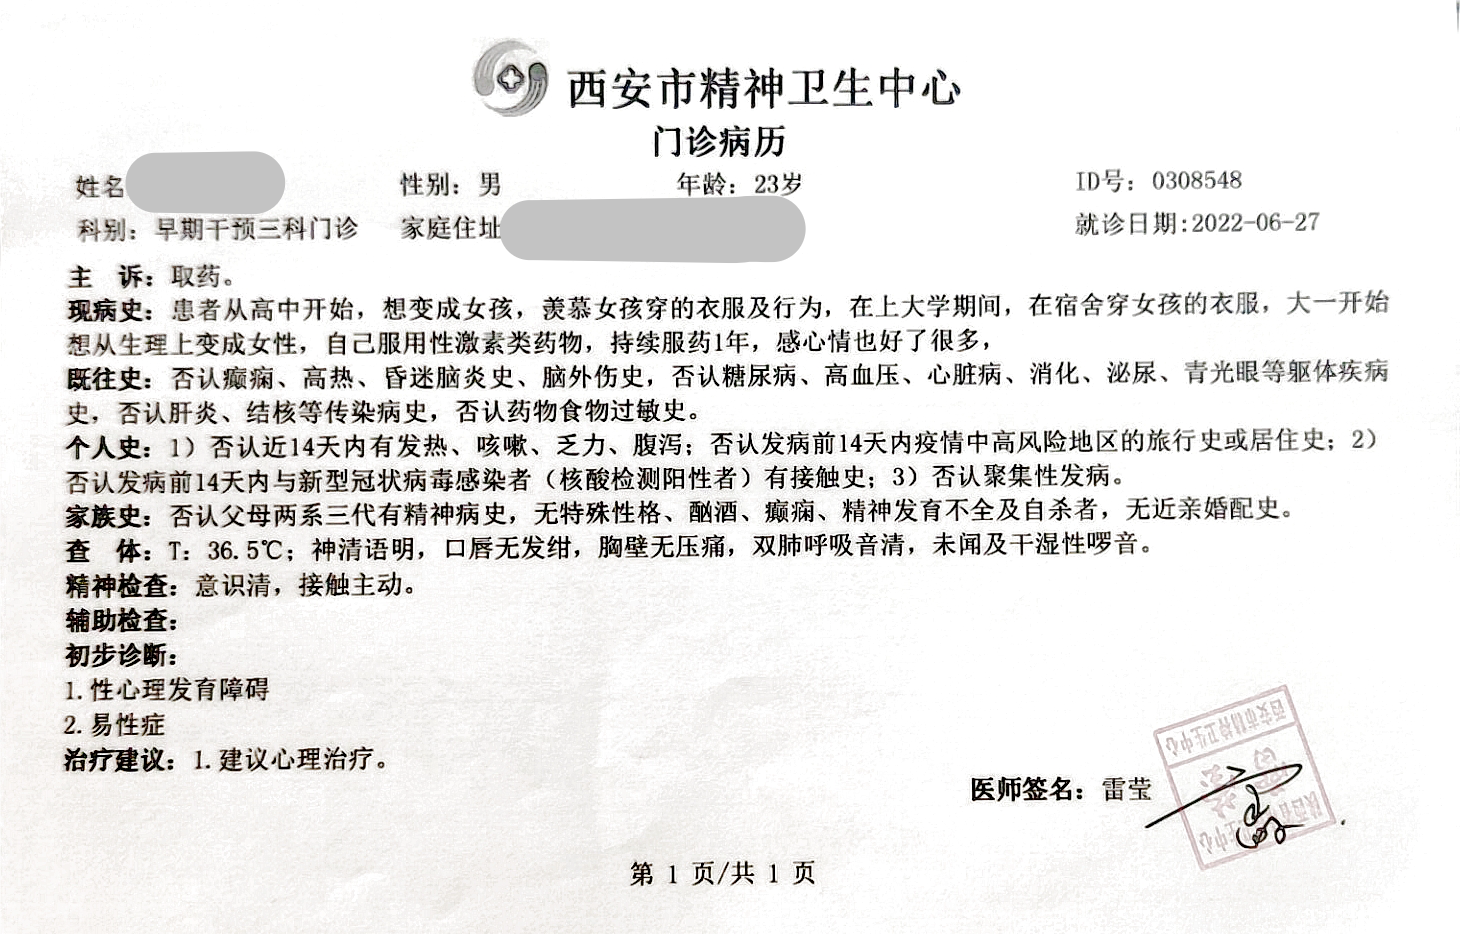 西安市精神卫生中心
门诊病历
姓名 性别：男 年龄：23岁 ID号：0308548
科别：早期干预三科门诊 家庭住址 就诊日期:2022-06-27
主 诉：取药。
现病史：患者从高中开始，想变成女孩，羡慕女孩穿的衣服及行为，在上大学期间，在宿舍穿女孩的衣服，大一开始
想从生理上变成女性，自己服用性激素类药物，持续服药1年，感心情也好了很多，
既往史：否认癫痫、高热、昏迷脑炎史、脑外伤史，否认糖尿病、高血压、心脏病、消化、泌尿、青光眼等躯体疾病
史，否认肝炎、结核等传染病史，否认药物食物过敏史。
个人史：1）否认近14天内有发热、咳嗽、乏力、腹泻；否认发病前14天内疫情中高风险地区的旅行史或居住史；2）
否认发病前14天内与新型冠状病毒感染者（核酸检测阳性者）有接触史；3）否认聚集性发病。
家族史：否认父母两系三代有精神病史，无特殊性格、酗酒、癫痫、精神发育不全及自杀者，无近亲婚配史。
查 体：T：36.5℃；神清语明，口唇无发绀，胸壁无压痛，双肺呼吸音清，未闻及干湿性啰音。
精神检查：意识清，接触主动。
辅助检查：
初步诊断：
1.性心理发育障碍
2.易性症
治疗建议：1.建议心理治疗。
西安市精神卫生中心
医师签名：雷莹
第 1 页/共 1 页